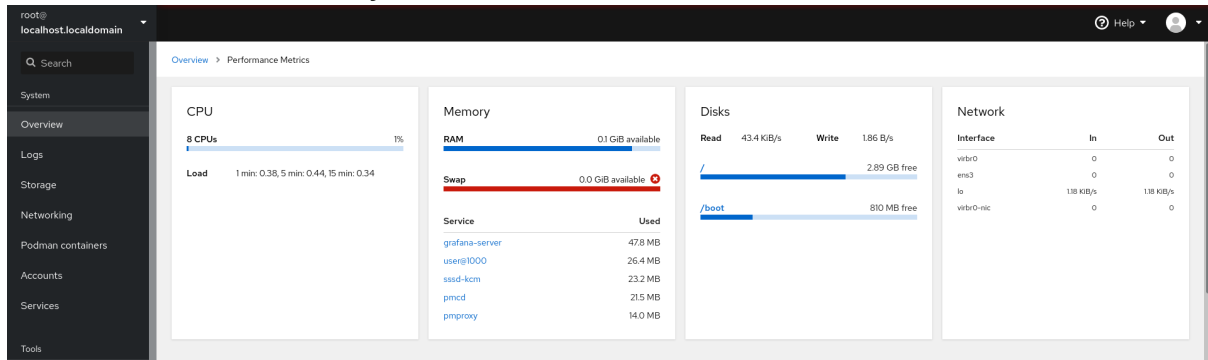 root@
localhost.localdomain
Help
Search
System
Overview
Logs
Storage
Networking
Podman containers
Accounts
Services
Tools
Overview > Performance Metrics
CPU
8 CPUs 1%
Load 1 min: 0.38, 5 min: 0.44, 15 min: 0.34
Memory
RAM 0.1 GiB available
Swap 0.0 GiB available
Service Used
grafana-server 47.8 MB
user@1000 26.4 MB
sssd-kcm 23.2 MB
pmcd 21.5 MB
pmproxy 14.0 MB
Disks
Read 43.4 KiB/s Write 1.86 B/s
/ 2.89 GB free
/boot 810 MB free
Network
Interface In Out
virbr0 0 0
ens3 0 0
lo 1.18 KiB/s 1.18 KiB/s
virbr0-nic 0 0